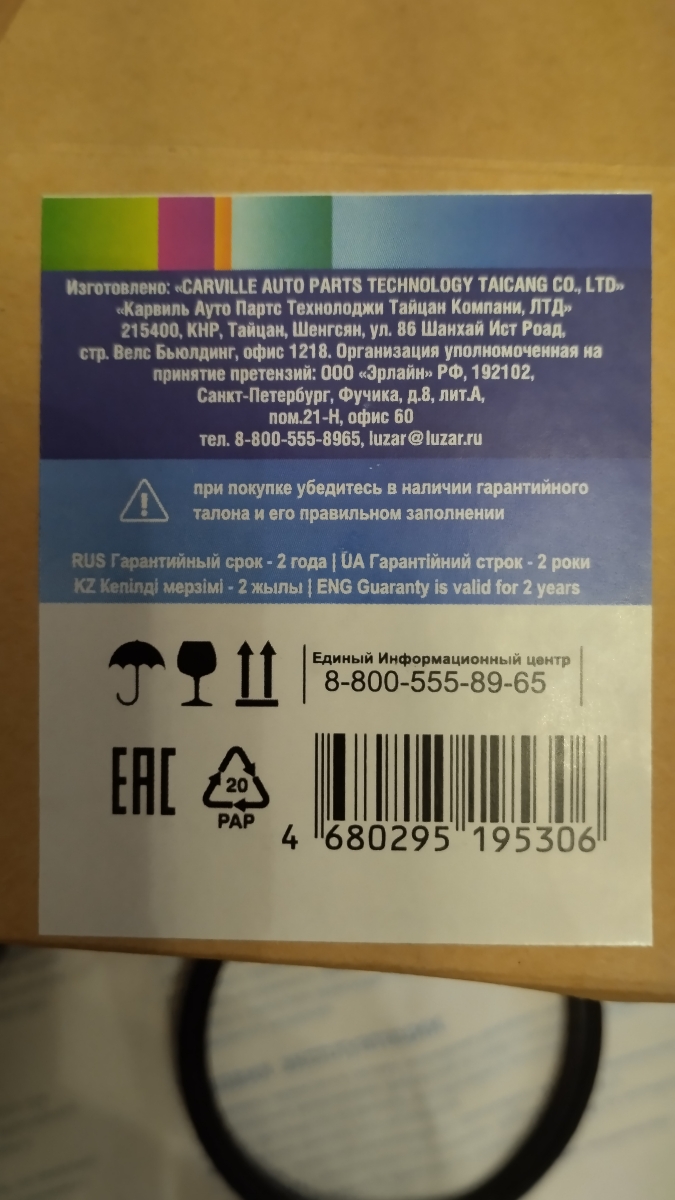 Изготовлено: «CARVILLE AUTO PARTS TECHNOLOGY TAICANG CO., LTD»
«Карвиль Ауто Партс Технолоджи Тайцан Компани, ЛТД»
215400, КНР, Тайцан, Шенгсян, ул. 86 Шанхай Ист Роад,
стр. Велс Бьюлдинг, офис 1218. Организация уполномоченная на
принятие претензий: ООО «Эрлайн» РФ, 192102,
Санкт-Петербург, Фучика, д.8, лит.А,
пом.21-Н, офис 60
тел. 8-800-555-8965, luzar@luzar.ru
при покупке убедитесь в наличии гарантийного
талона и его правильном заполнении
RUS Гарантийный срок - 2 года | UA Гарантійний строк - 2 роки
KZ Кепілді мерзімі - 2 жылы | ENG Guaranty is valid for 2 years
Единый Информационный центр
8-800-555-89-65
EAC
20
PAP
4 680295 195306